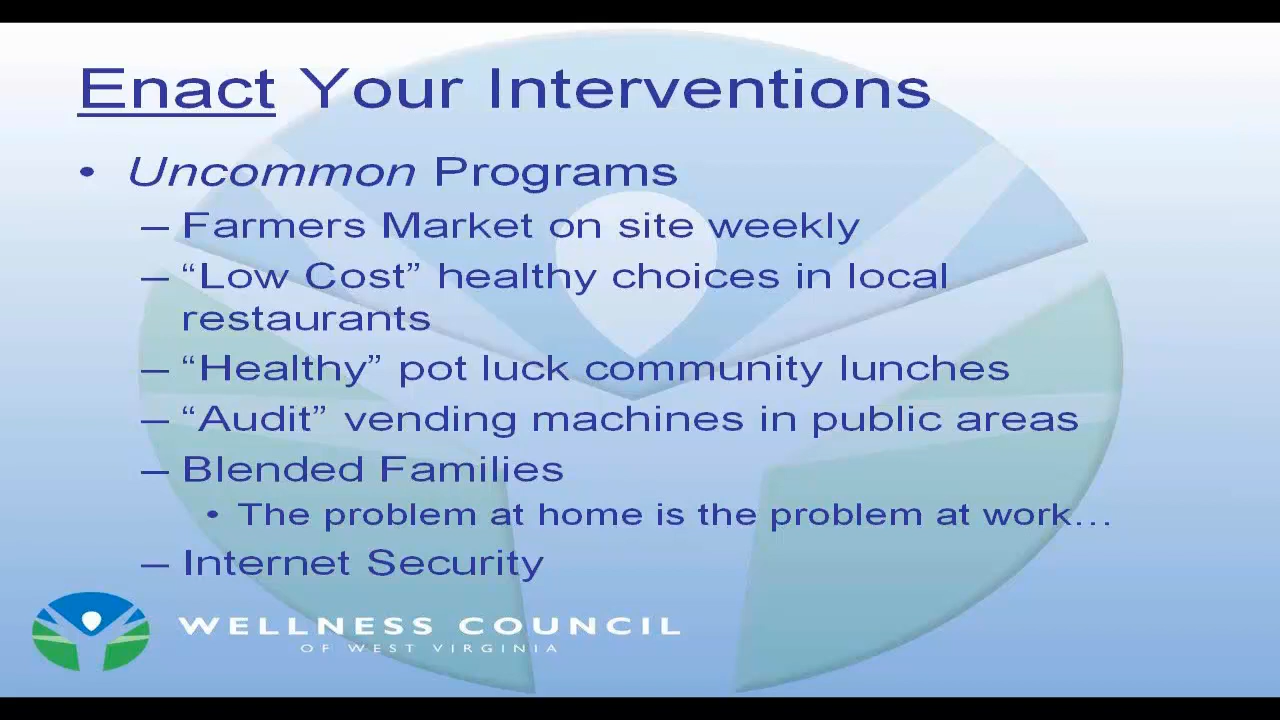 Enact Your Interventions
• Uncommon Programs
– Farmers Market on site weekly
– “Low Cost” healthy choices in local
restaurants
– “Healthy” pot luck community lunches
– “Audit” vending machines in public areas
– Blended Families
• The problem at home is the problem at work…
– Internet Security
WELLNESS COUNCIL
OF WEST VIRGINIA